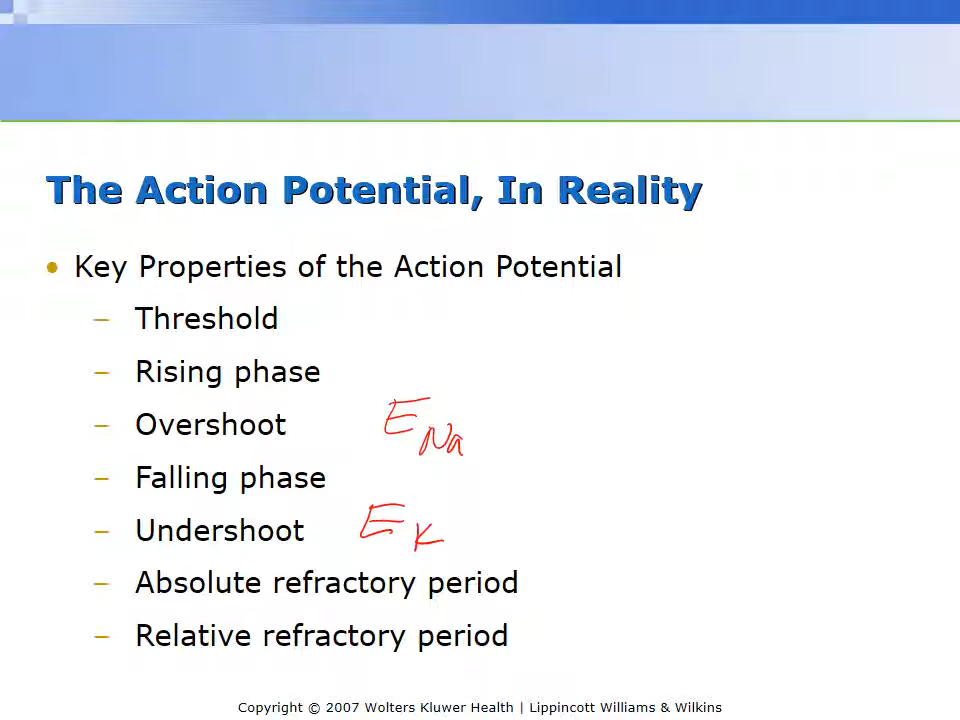 The Action Potential, In Reality
• Key Properties of the Action Potential
– Threshold
– Rising phase
– Overshoot E_Na
– Falling phase
– Undershoot E_K
– Absolute refractory period
– Relative refractory period
Copyright © 2007 Wolters Kluwer Health | Lippincott Williams & Wilkins